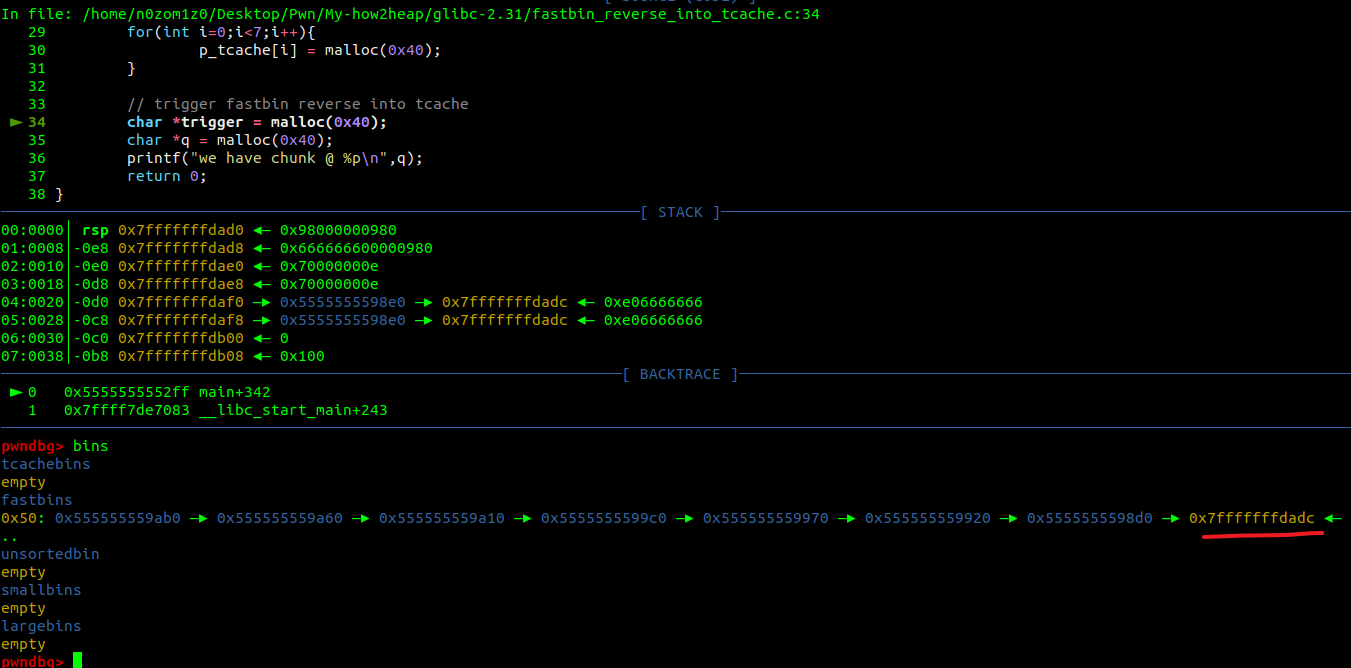 In file: /home/n0zom1z0/Desktop/Pwn/My-how2heap/glibc-2.31/fastbin_reverse_into_tcache.c:34
29 for(int i=0;i<7;i++){
30 p_tcache[i] = malloc(0x40);
31 }
32
33 // trigger fastbin reverse into tcache
► 34 char *trigger = malloc(0x40);
35 char *q = malloc(0x40);
36 printf("we have chunk @ %p\n",q);
37 return 0;
38 }
[ STACK ]
00:0000│ rsp 0x7fffffffdad0 ◂— 0x98000000980
01:0008│-0e8 0x7fffffffdad8 ◂— 0x666666600000980
02:0010│-0e0 0x7fffffffdae0 ◂— 0x70000000e
03:0018│-0d8 0x7fffffffdae8 ◂— 0x70000000e
04:0020│-0d0 0x7fffffffdaf0 —▸ 0x5555555598e0 —▸ 0x7fffffffdadc ◂— 0xe06666666
05:0028│-0c8 0x7fffffffdaf8 —▸ 0x5555555598e0 —▸ 0x7fffffffdadc ◂— 0xe06666666
06:0030│-0c0 0x7fffffffdb00 ◂— 0
07:0038│-0b8 0x7fffffffdb08 ◂— 0x100
[ BACKTRACE ]
► 0 0x5555555552ff main+342
1 0x7ffff7de7083 __libc_start_main+243
pwndbg> bins
tcachebins
empty
fastbins
0x50: 0x555555559ab0 —▸ 0x555555559a60 —▸ 0x555555559a10 —▸ 0x5555555599c0 —▸ 0x555555559970 —▸ 0x555555559920 —▸ 0x5555555598d0 —▸ 0x7fffffffdadc ◂—
..
unsortedbin
empty
smallbins
empty
largebins
empty
pwndbg>